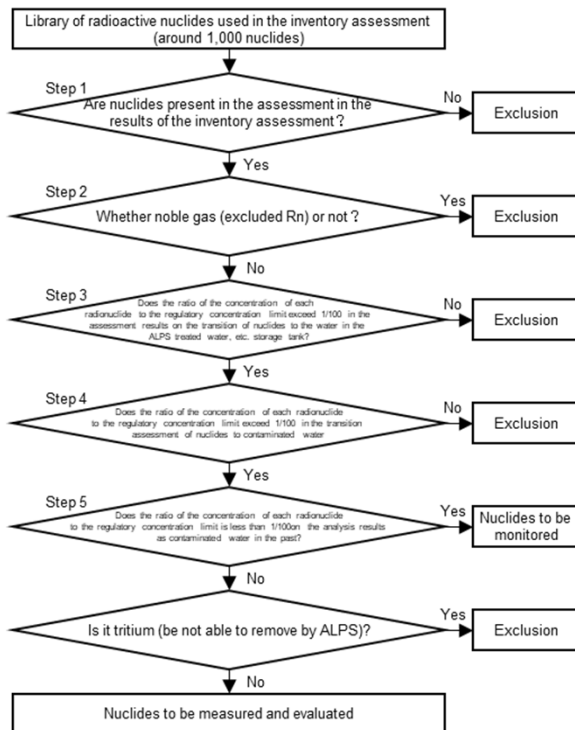 Library of radioactive nuclides used in the inventory assessment
(around 1,000 nuclides)
Step 1
Are nuclides present in the assessment in the
results of the inventory assessment?
No
Exclusion
Yes
Step 2
Whether noble gas (excluded Rn) or not?
Yes
Exclusion
No
Step 3
Does the ratio of the concentration of each
radionuclide to the regulatory concentration limit exceed 1/100 in the
assessment results on the transition of nuclides to the water in the
ALPS treated water, etc. storage tank?
No
Exclusion
Yes
Step 4
Does the ratio of the concentration of each radionuclide
to the regulatory concentration limit exceed 1/100 in the transition
assessment of nuclides to contaminated water
No
Exclusion
Yes
Step 5
Does the ratio of the concentration of each radionuclide
to the regulatory concentration limit is less than 1/100on the analysis results
as contaminated water in the past?
Yes
Nuclides to be
monitored
No
Is it tritium (be not able to remove by ALPS)?
Yes
Exclusion
No
Nuclides to be measured and evaluated